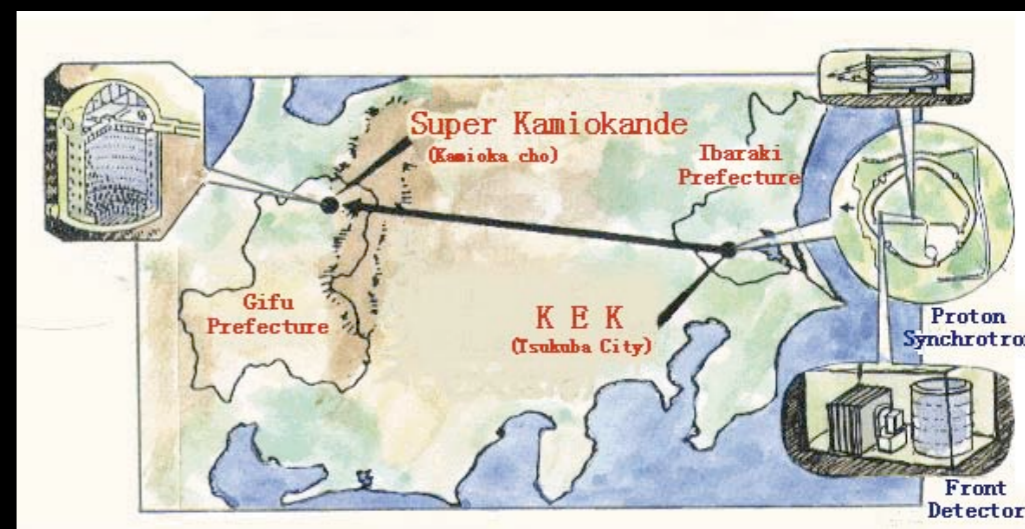 Super Kamiokande
(Kamioka cho)
Ibaraki
Prefecture
Gifu
Prefecture
K E K
(Tsukuba City)
Proton
Synchrotron
Front
Detector